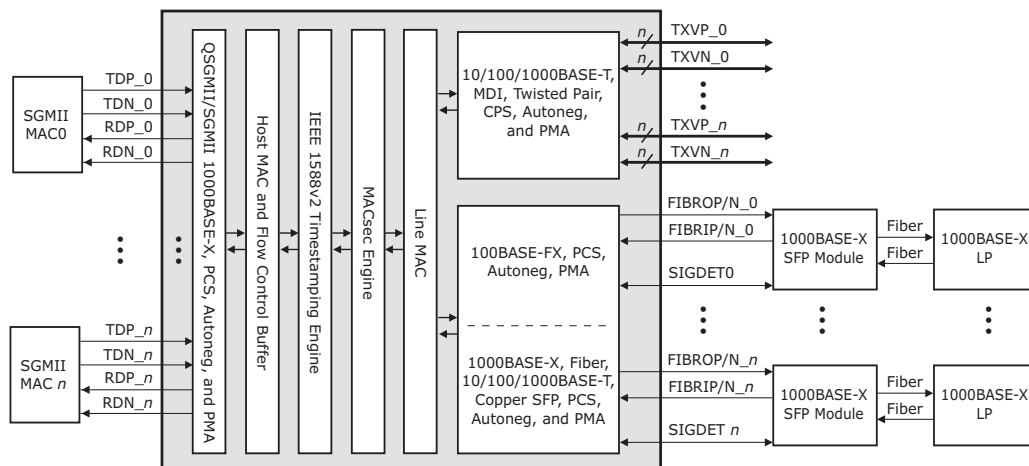 SGMII
MAC0
TDP_0
TDN_0
RDP_0
RDN_0
SGMII
MAC n
TDP_n
TDN_n
RDP_n
RDN_n
QSGMII/SGMII 1000BASE-X, PCS, Autoneg, and PMA
Host MAC and Flow Control
Buffer
IEEE 1588v2 Timestamping Engine
MACsec Engine
Line MAC
10/100/1000BASE-T,
MDI, Twisted Pair,
CPS, Autoneg,
and PMA
n
TXVP_0
n
TXVN_0
n
TXVP_n
n
TXVN_n
100BASE-FX, PCS,
Autoneg, PMA
1000BASE-X, Fiber,
10/100/1000BASE-T,
Copper SFP, PCS,
Autoneg, and PMA
FIBROP/N_0
FIBRIP/N_0
SIGDET0
1000BASE-X
SFP Module
Fiber
Fiber
1000BASE-X
LP
FIBROP/N_n
FIBRIP/N_n
SIGDET n
1000BASE-X
SFP Module
Fiber
Fiber
1000BASE-X
LP